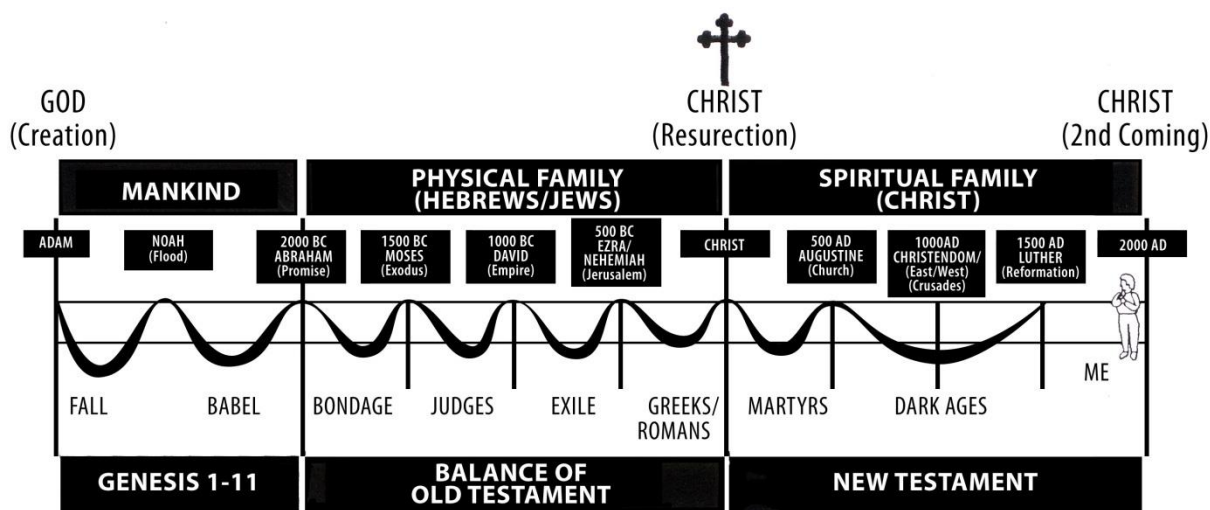 GOD
(Creation)
CHRIST
(Resurection)
CHRIST
(2nd Coming)
MANKIND
PHYSICAL FAMILY
(HEBREWS/JEWS)
SPIRITUAL FAMILY
(CHRIST)
ADAM
NOAH
(Flood)
2000 BC
ABRAHAM
(Promise)
1500 BC
MOSES
(Exodus)
1000 BC
DAVID
(Empire)
500 BC
EZRA/
NEHEMIAH
(Jerusalem)
CHRIST
500 AD
AUGUSTINE
(Church)
1000AD
CHRISTENDOM/
(East/West)
(Crusades)
1500 AD
LUTHER
(Reformation)
2000 AD
FALL
BABEL
BONDAGE
JUDGES
EXILE
GREEKS/
ROMANS
MARTYRS
DARK AGES
ME
GENESIS 1-11
BALANCE OF
OLD TESTAMENT
NEW TESTAMENT